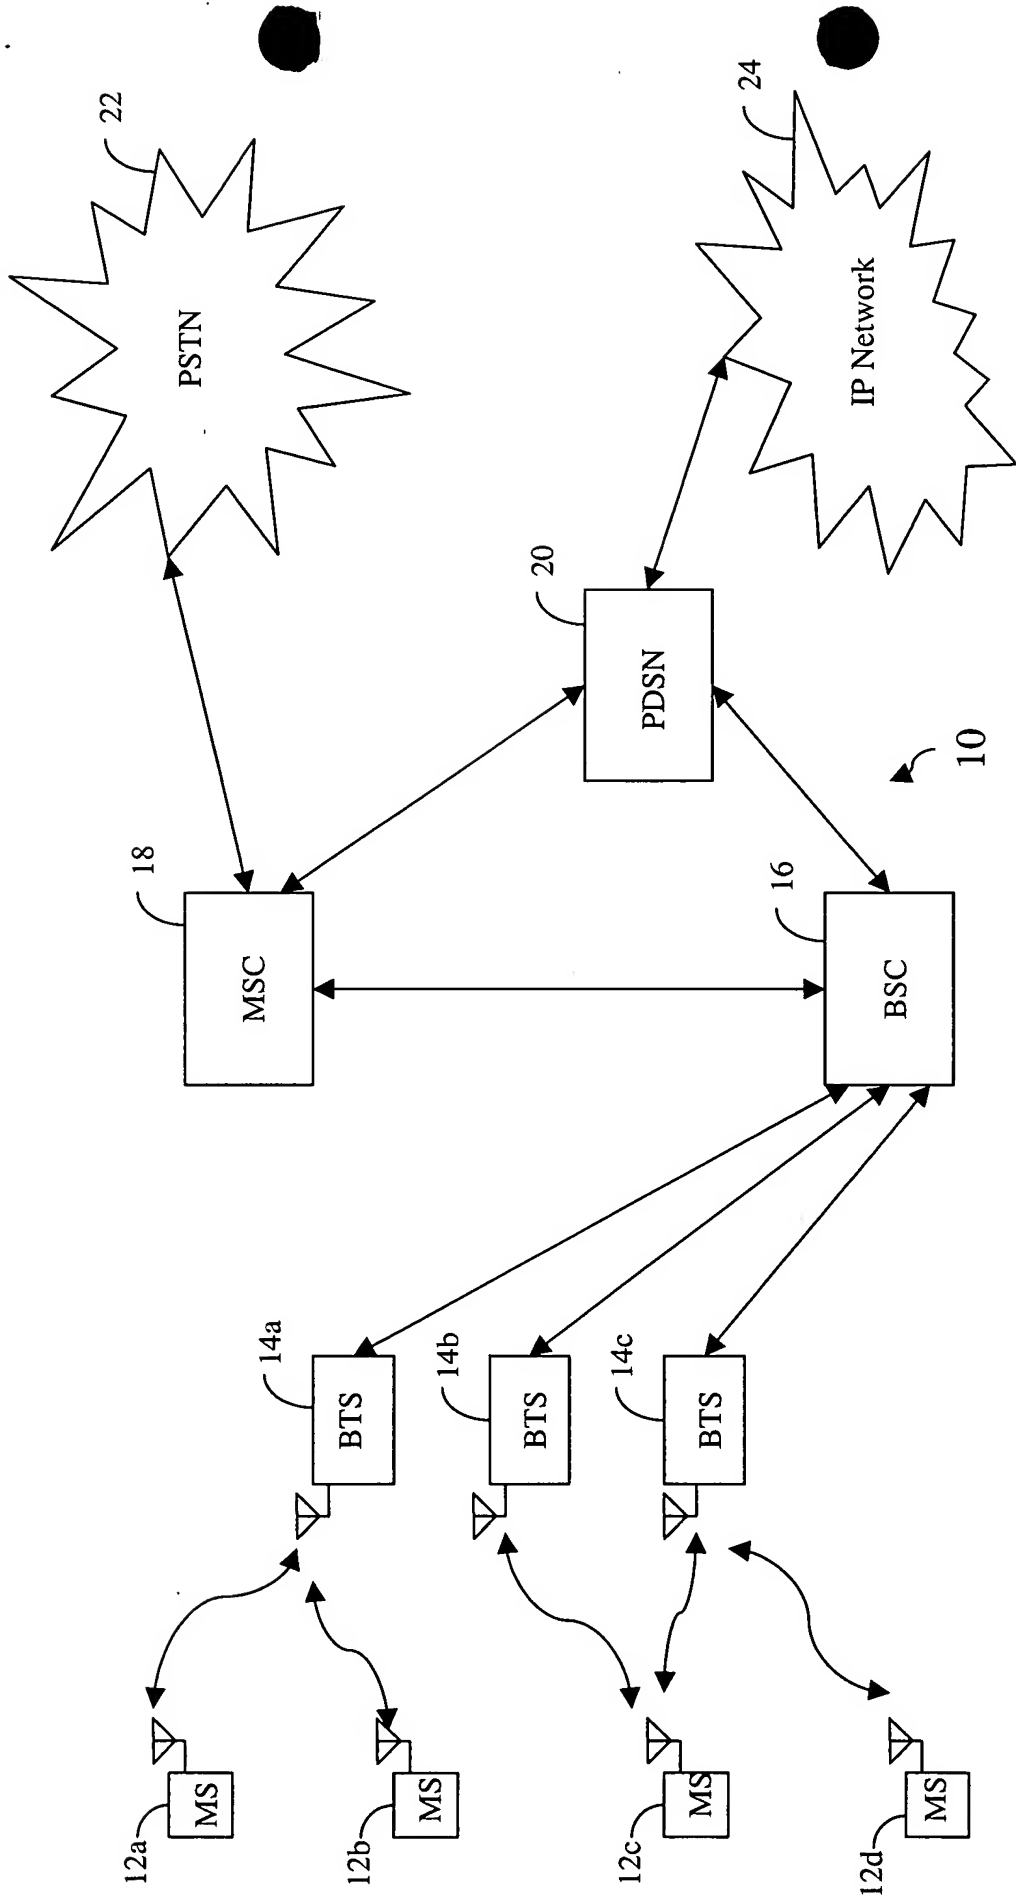 12a
MS
12b
MS
12c
MS
12d
MS
14a
BTS
14b
BTS
14c
BTS
18
MSC
16
BSC
10
20
PDSN
22
PSTN
24
IP Network